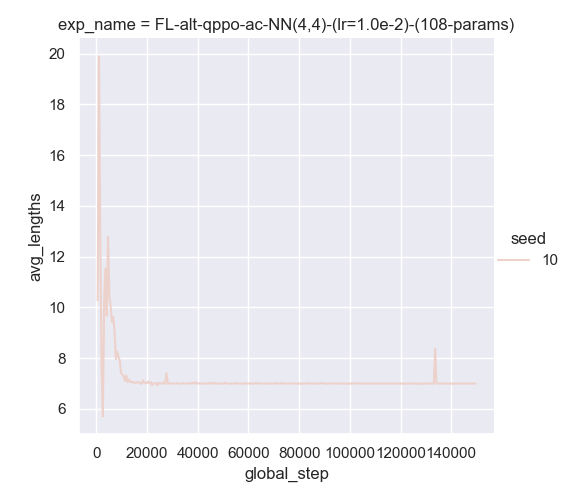 exp_name = FL-alt-qppo-ac-NN(4,4)-(lr=1.0e-2)-(108-params)
20
18
16
14
12
10
8
6
avg_lengths
0 20000 40000 60000 80000 100000 120000 140000
global_step
seed
10